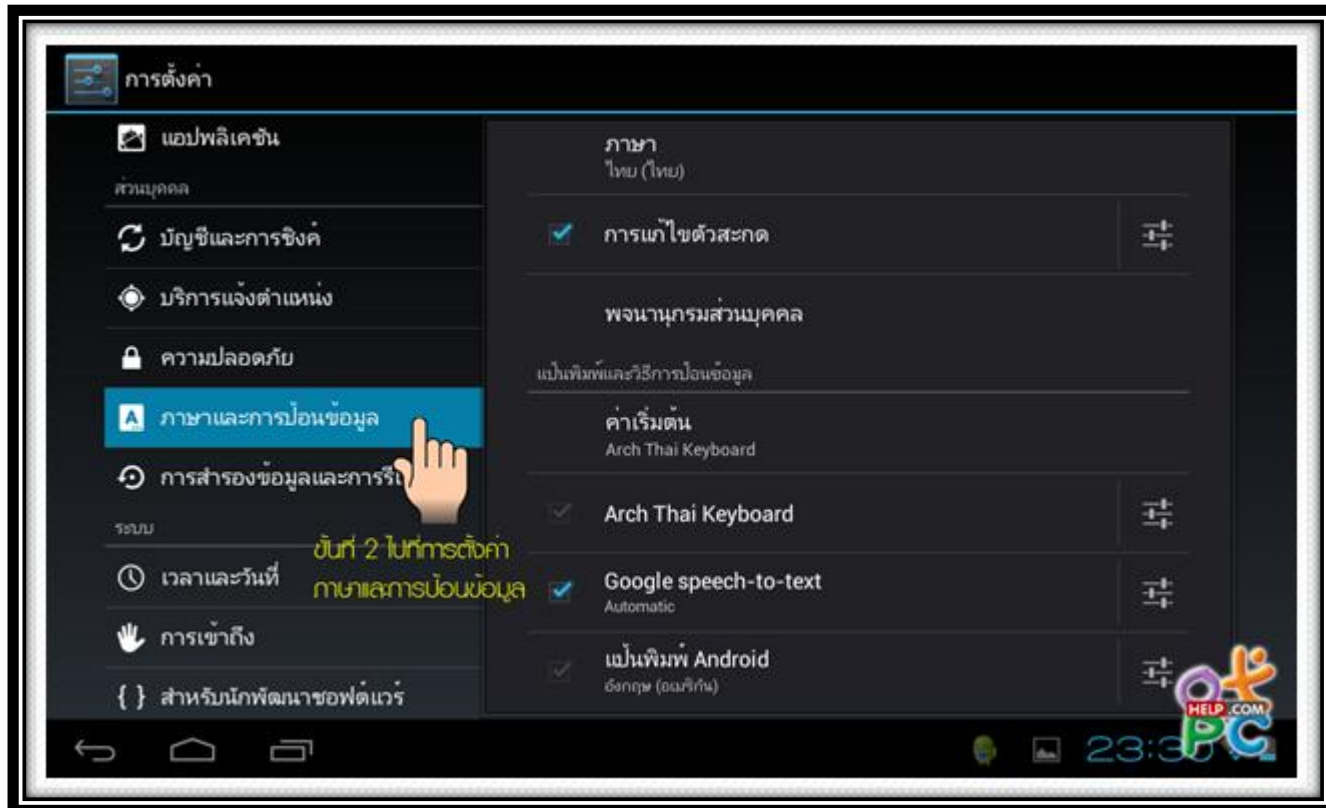 การตั้งค่า
แอปพลิเคชัน
ส่วนบุคคล
บัญชีและการซิงค์
บริการแจ้งตำแหน่ง
ความปลอดภัย
ภาษาและการป้อนข้อมูล
การสำรองข้อมูลและการ
ระบบ
เวลาและวันที่
การเข้าถึง
{ } สำหรับนักพัฒนาซอฟต์แวร์
ขั้นที่ 2 ไปที่การตั้งค่า
ภาษาและการป้อนข้อมูล
ภาษา
ไทย (ไทย)
การแก้ไขตัวสะกด
พจนานุกรมส่วนบุคคล
แป้นพิมพ์และวิธีการป้อนข้อมูล
ค่าเริ่มต้น
Arch Thai Keyboard
Arch Thai Keyboard
Google speech-to-text
Automatic
แป้นพิมพ์ Android
อังกฤษ (อเมริกัน)
HELP.COM
PC
23:3